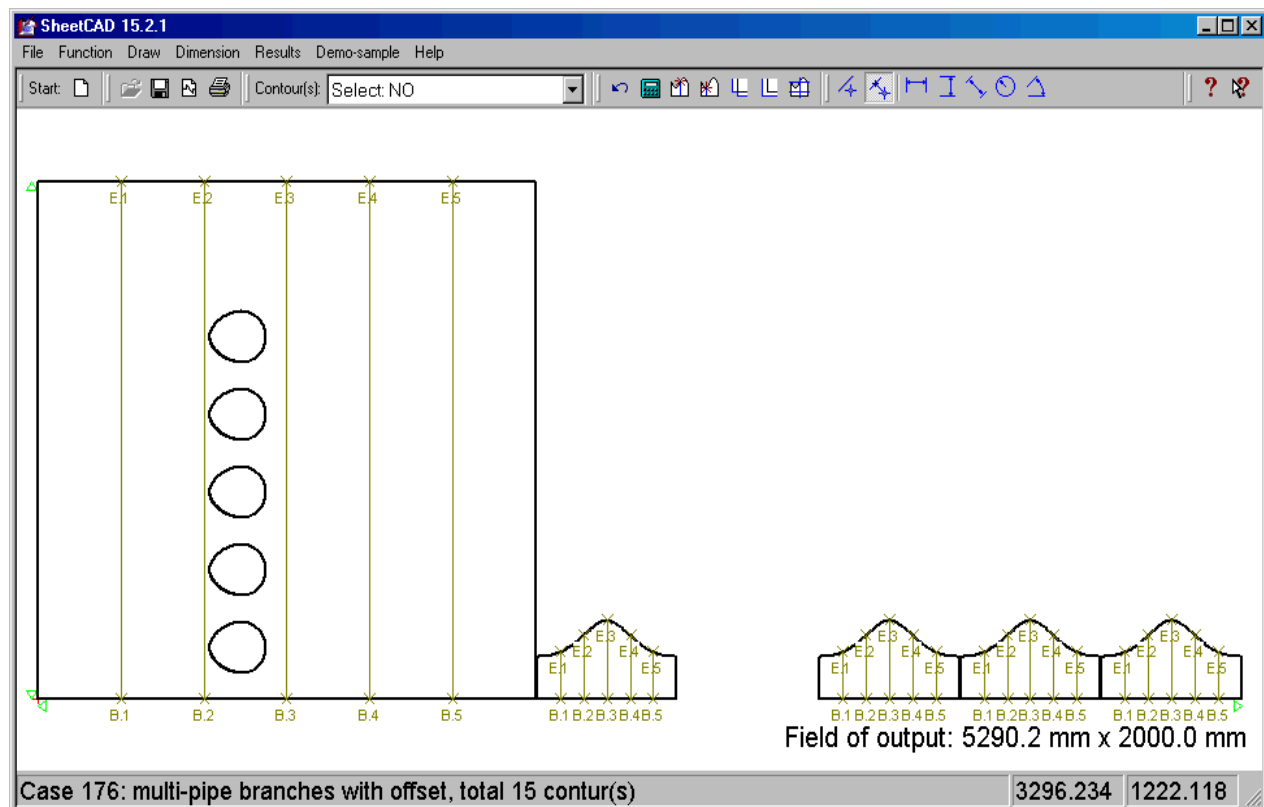 SheetCAD 15.2.1
File Function Draw Dimension Results Demo-sample Help
Start: Contour(s): Select: NO
E.1 E.2 E.3 E.4 E.5
E.3 E.3 E.3 E.3
E.2 E.4 E.2 E.4 E.2 E.4 E.2 E.4
E.1 E.5 E.1 E.5 E.1 E.5 E.1 E.5
B.1 B.2 B.3 B.4 B.5 B.1 B.2 B.3 B.4 B.5 B.1 B.2 B.3 B.4 B.5 B.1 B.2 B.3 B.4 B.5 B.1 B.2 B.3 B.4 B.5
Field of output: 5290.2 mm x 2000.0 mm
Case 176: multi-pipe branches with offset, total 15 contur(s) 3296.234 1222.118